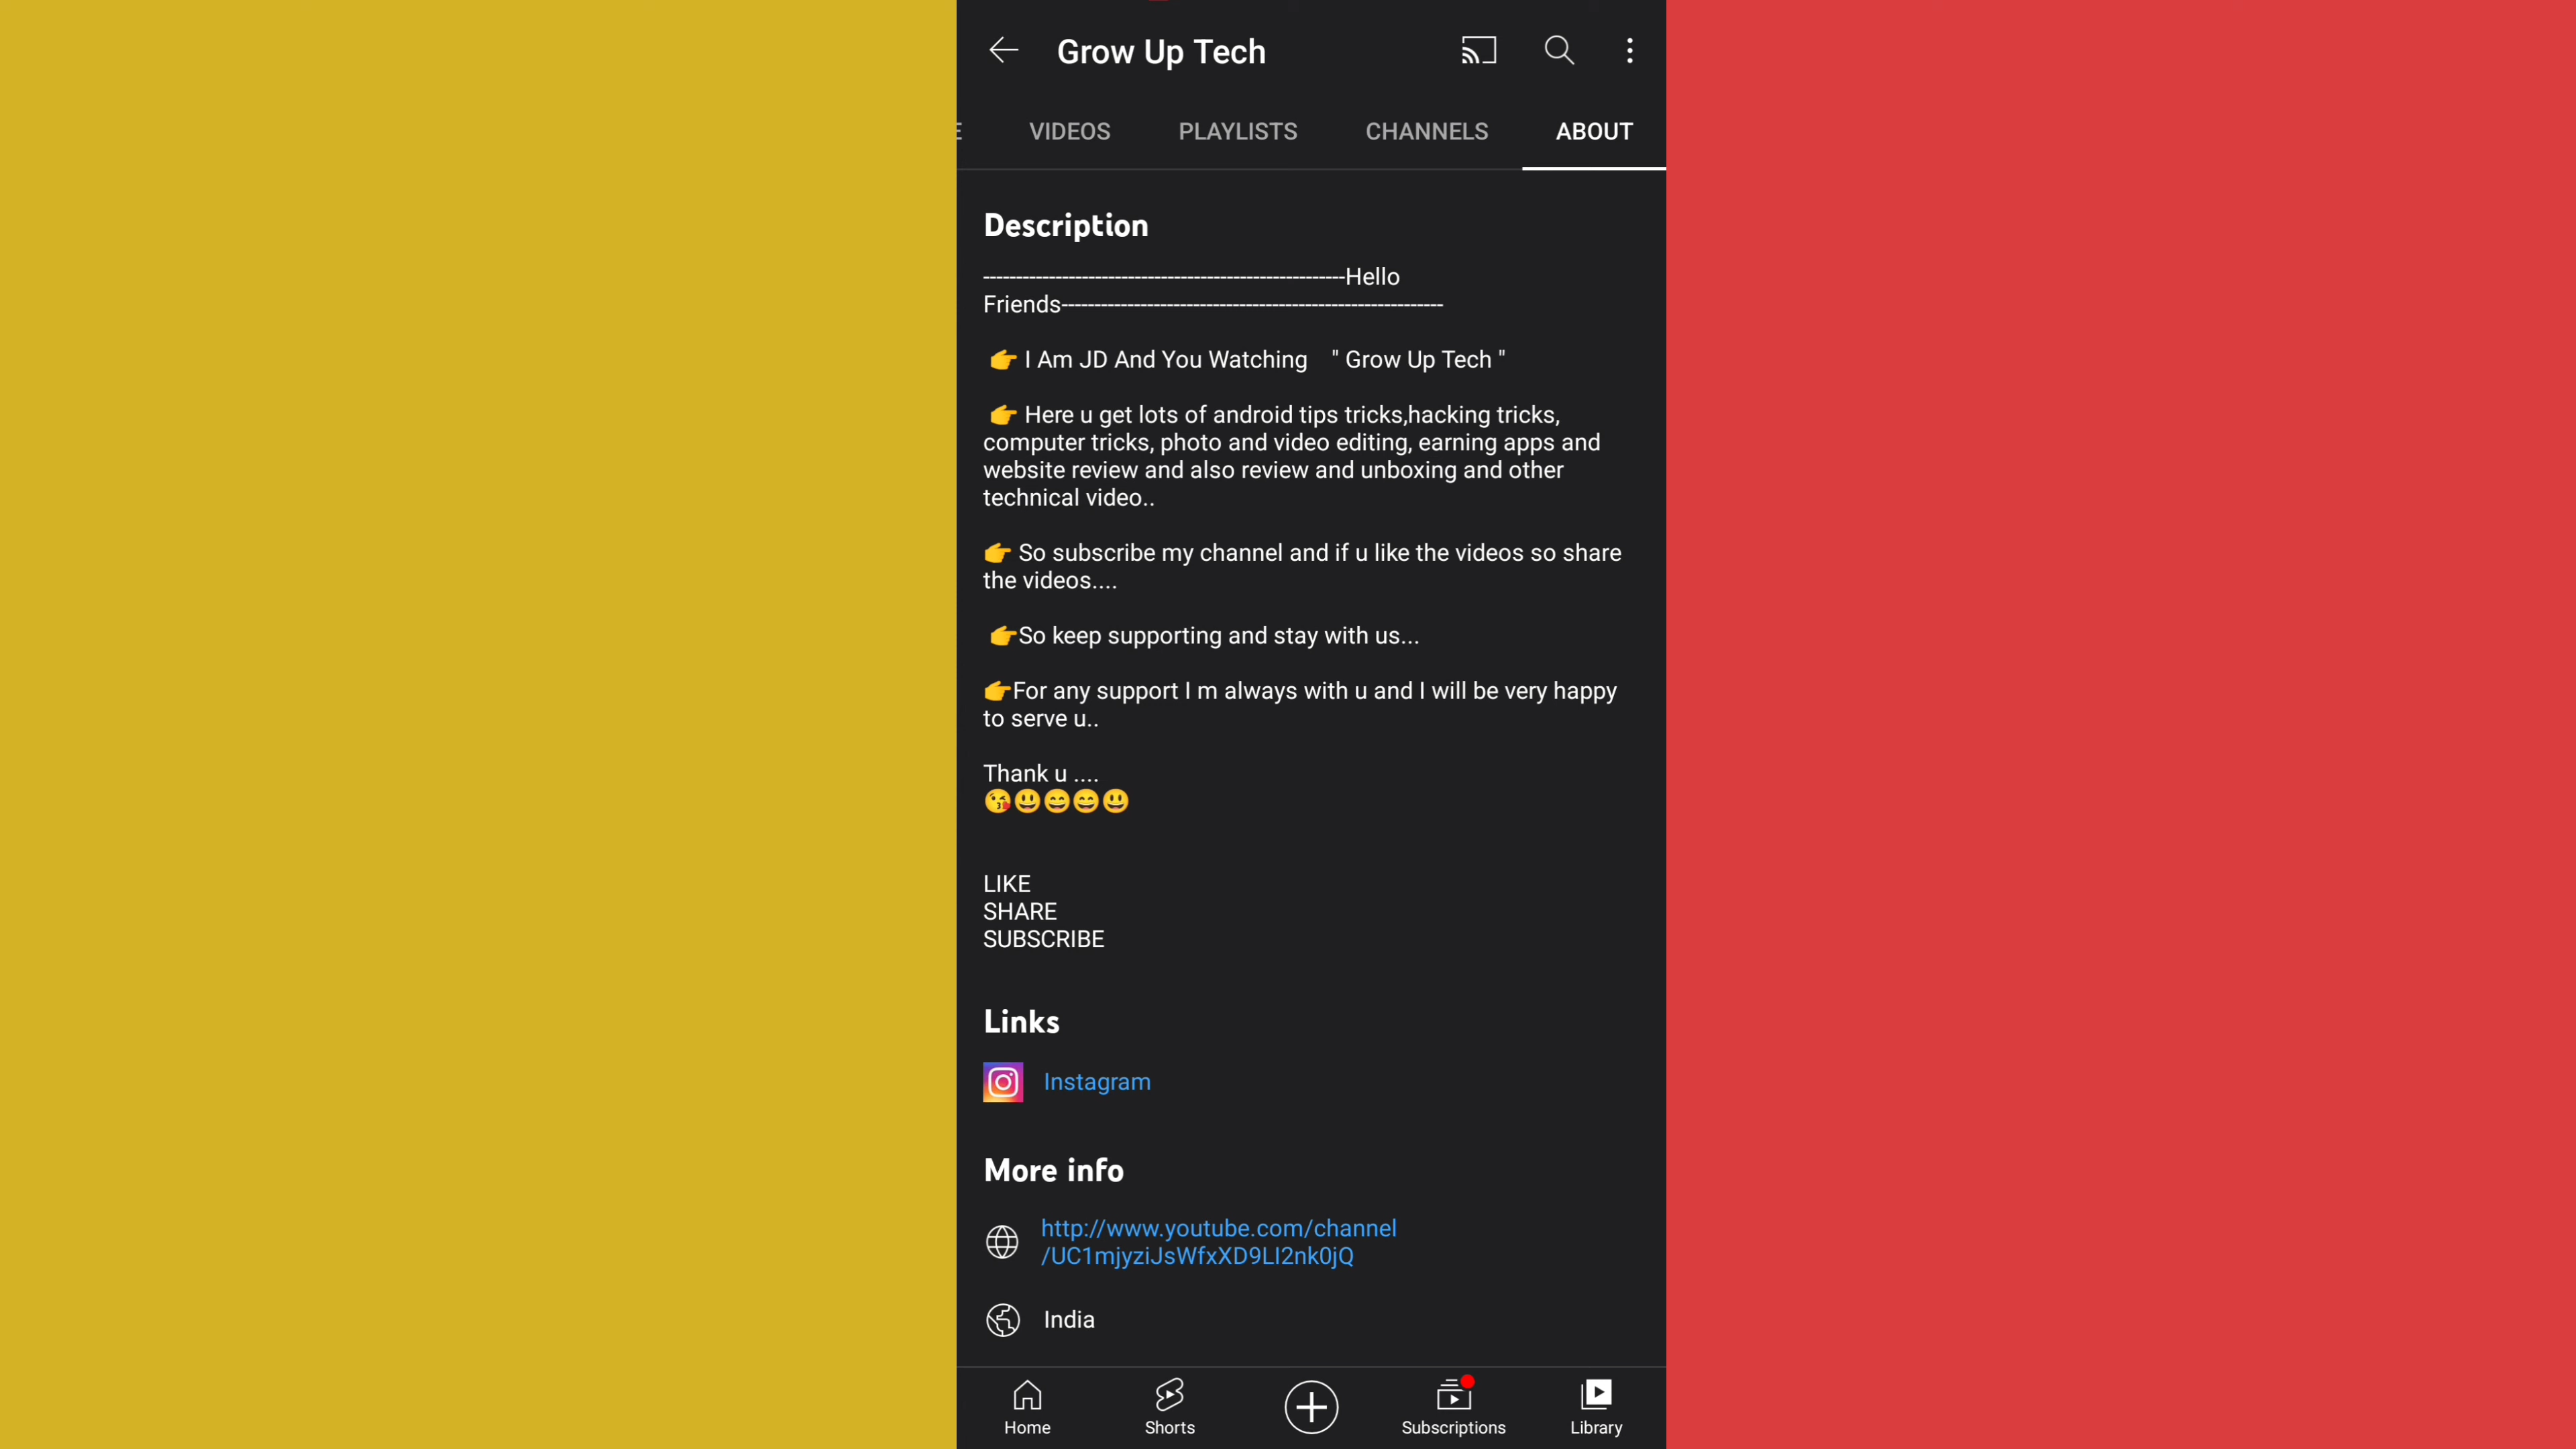 Grow Up Tech
E VIDEOS PLAYLISTS CHANNELS ABOUT
Description
-------------------------------------------------------Hello
Friends----------------------------------------------------------
👉 I Am JD And You Watching " Grow Up Tech "
👉 Here u get lots of android tips tricks,hacking tricks,
computer tricks, photo and video editing, earning apps and
website review and also review and unboxing and other
technical video..
👉 So subscribe my channel and if u like the videos so share
the videos....
👉So keep supporting and stay with us...
👉For any support I m always with u and I will be very happy
to serve u..
Thank u ....
😘😃😄😄😃
LIKE
SHARE
SUBSCRIBE
Links
Instagram
More info
http://www.youtube.com/channel
/UC1mjyziJsWfxXD9LI2nk0jQ
India
Home Shorts Subscriptions Library